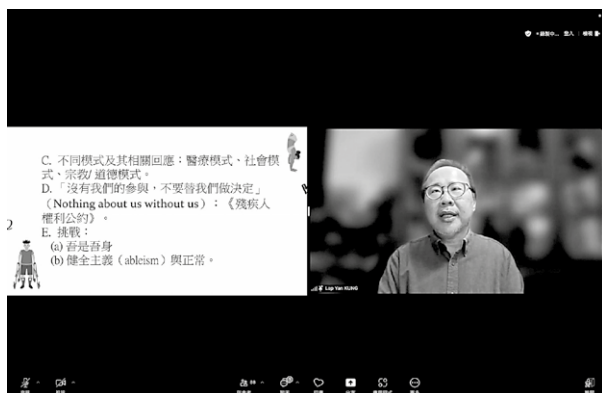 C. 不同模式及其相關回應：醫療模式、社會模
式、宗教/ 道德模式。
D.「沒有我們的參與，不要替我們做決定」
（Nothing about us without us）：《殘疾人
權利公約》。
E. 挑戰：
(a) 吾是吾身
(b) 健全主義（ableism）與正常。
Lap Yan KUNG